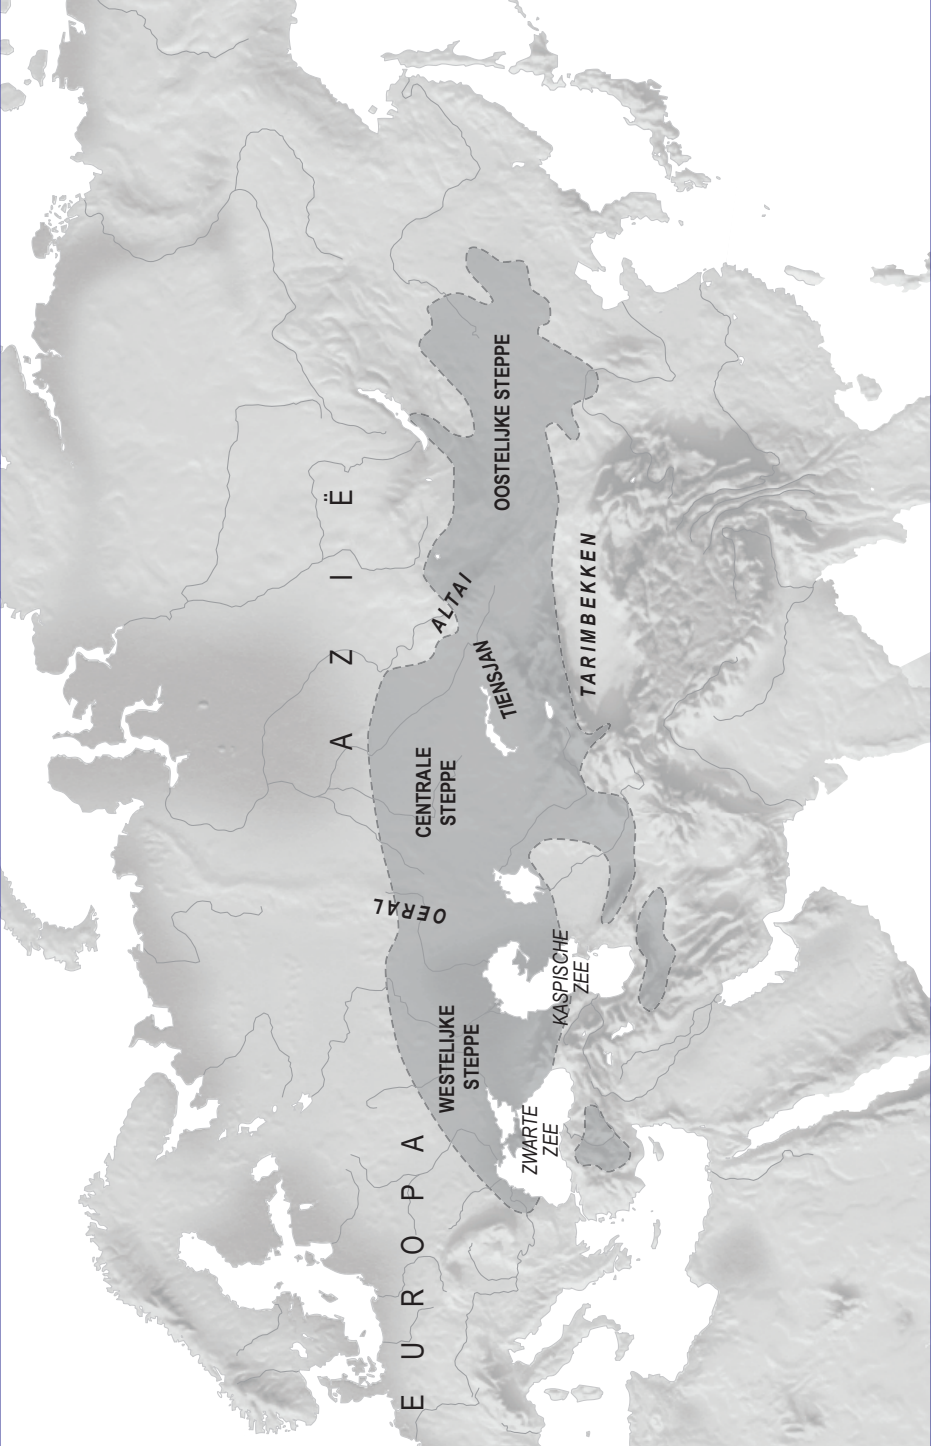 EUROPA
AZIË
WESTELIJKE
STEPPE
OERAL
CENTRALE
STEPPE
ALTAI
TIENSJAN
OOSTELIJKE STEPPE
TARIMBEKKEN
ZWARTE
ZEE
KASPISCHE
ZEE